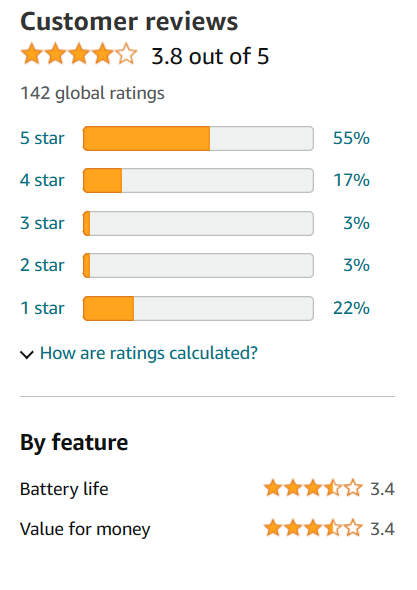 Customer reviews
3.8 out of 5
142 global ratings
5 star 55%
4 star 17%
3 star 3%
2 star 3%
1 star 22%
How are ratings calculated?
By feature
Battery life 3.4
Value for money 3.4